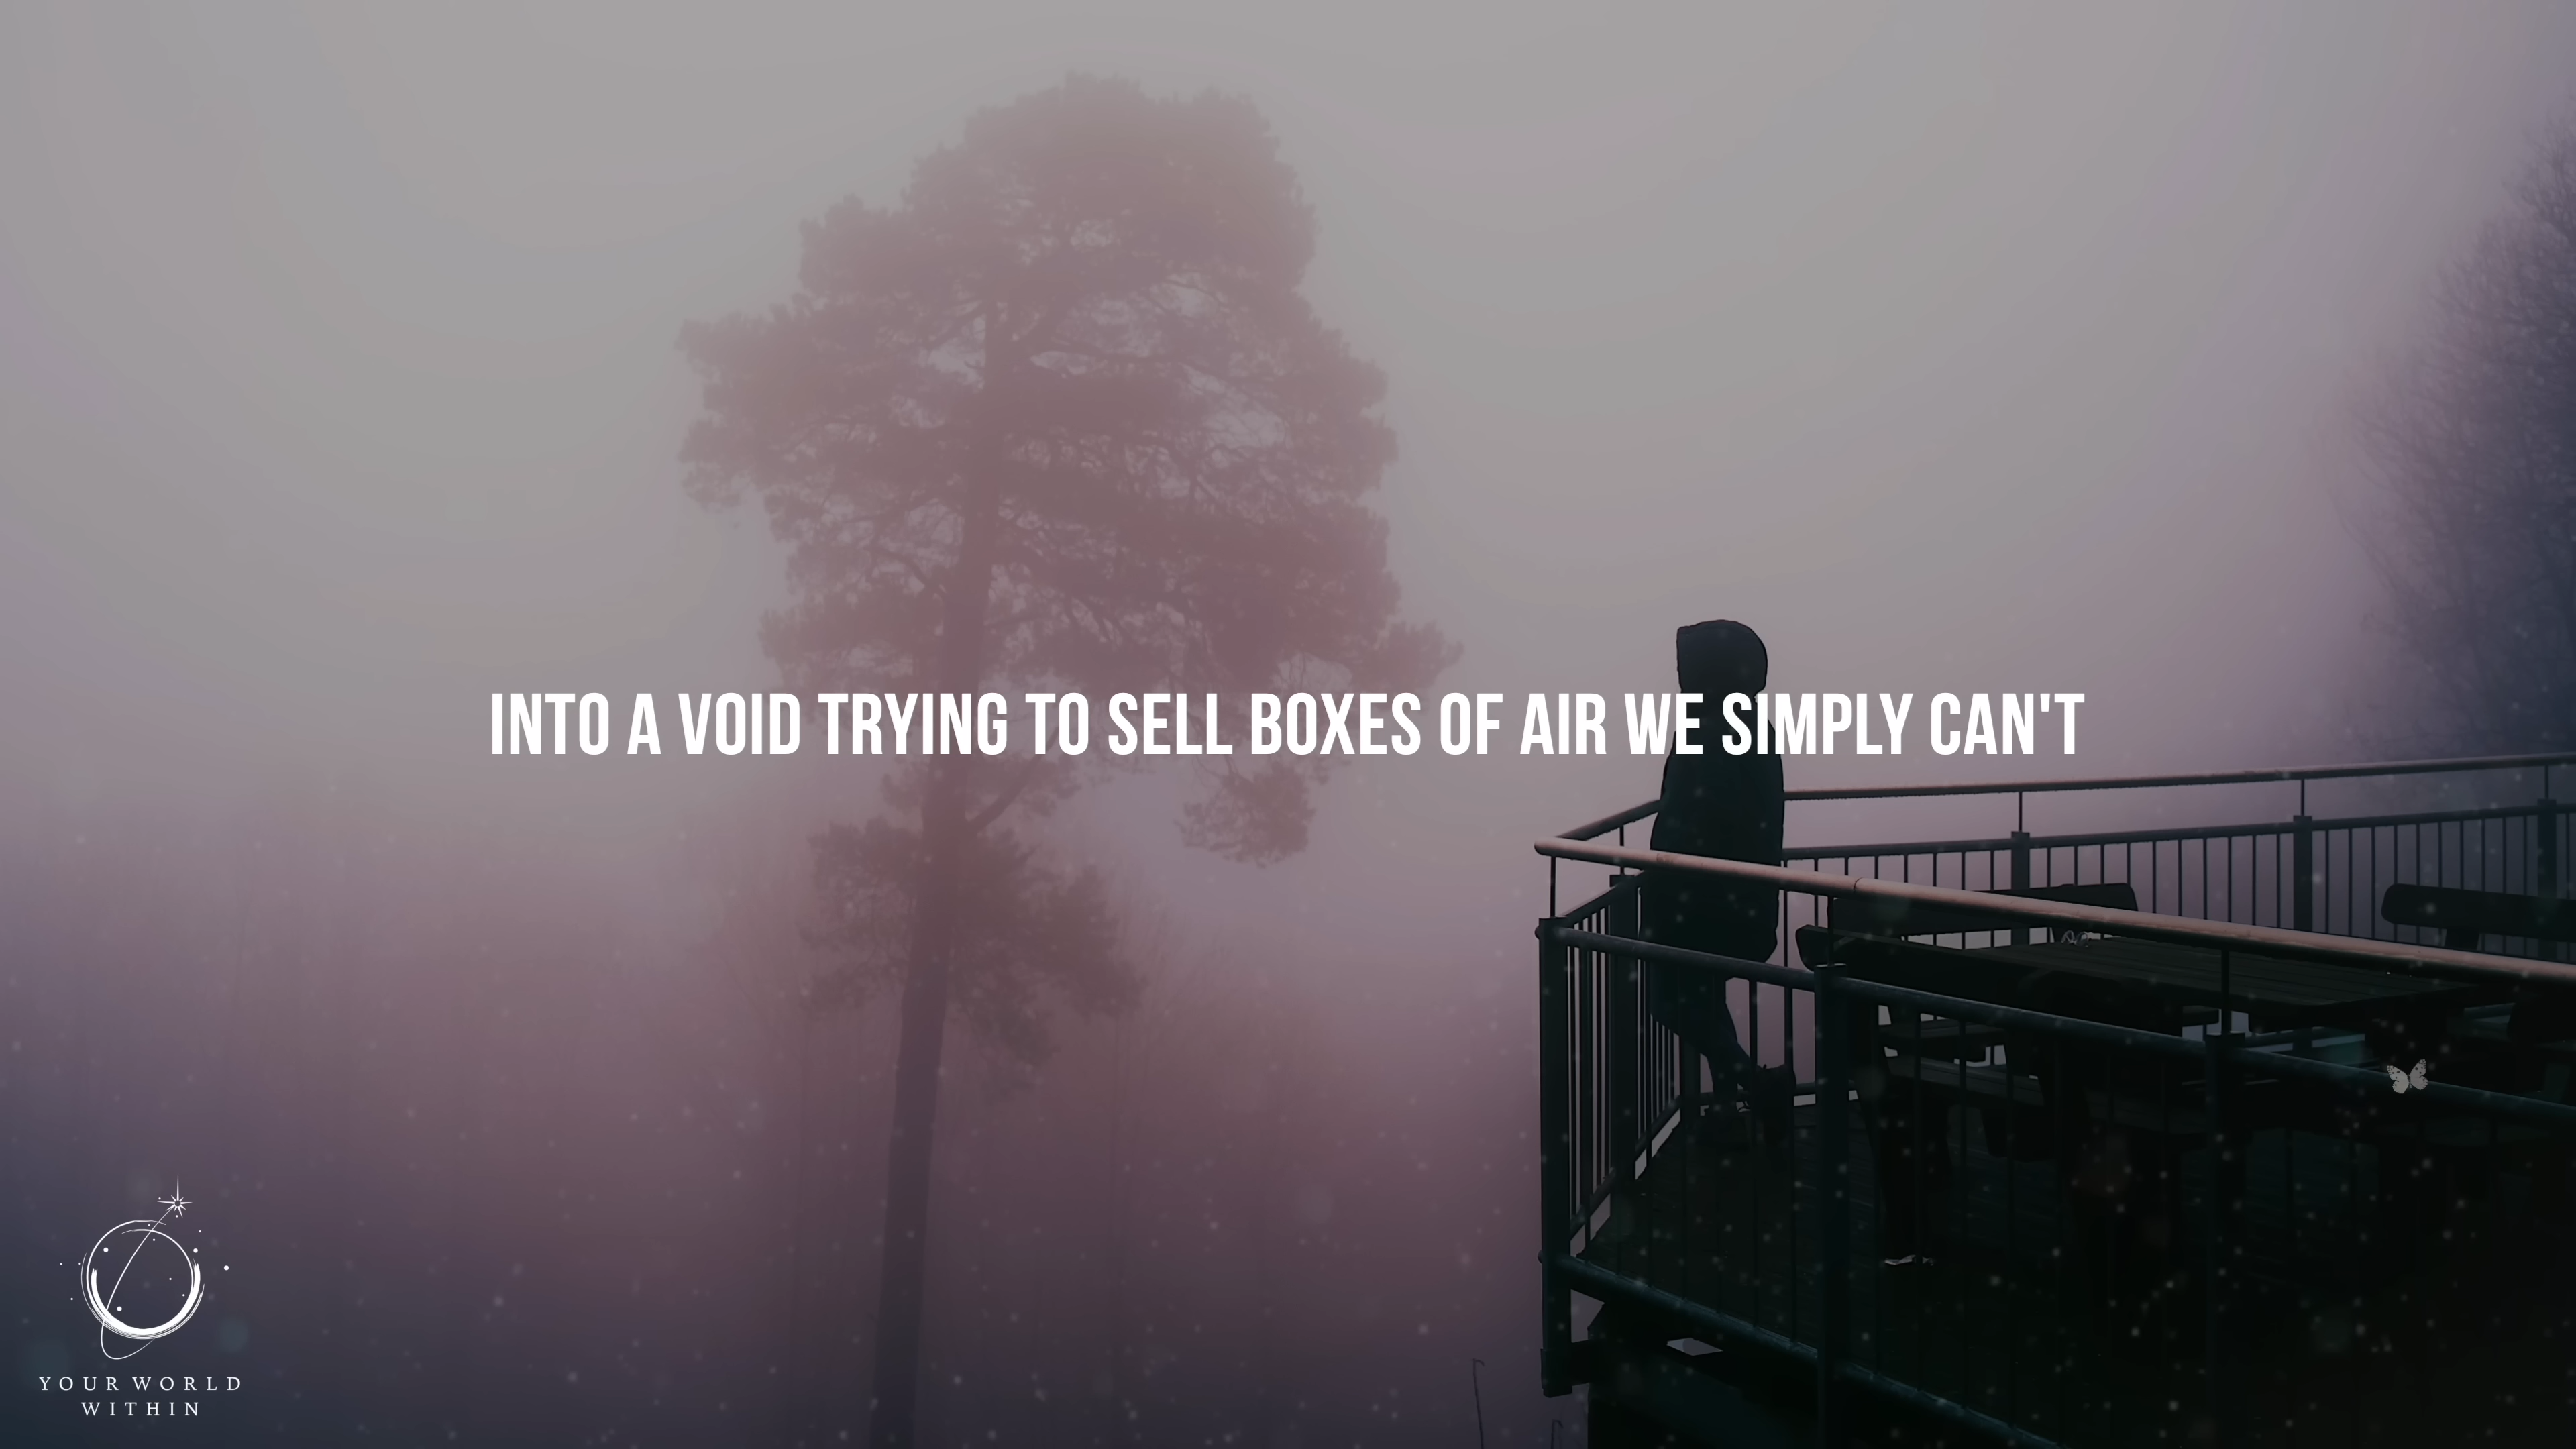 INTO A VOID TRYING TO SELL BOXES OF AIR WE SIMPLY CAN'T
YOUR WORLD
WITHIN